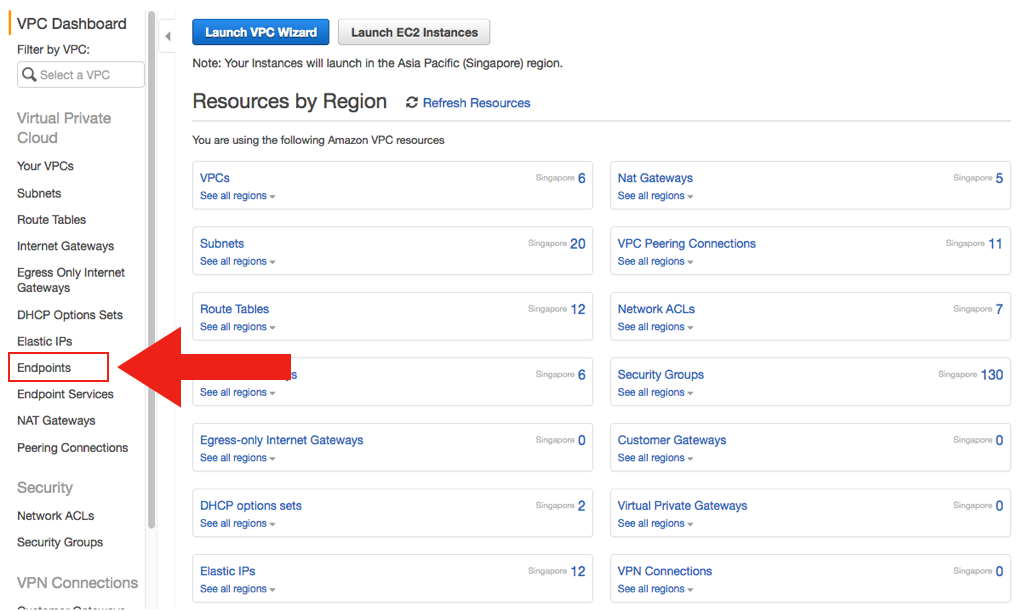 VPC Dashboard
Filter by VPC:
Select a VPC
Virtual Private
Cloud
Your VPCs
Subnets
Route Tables
Internet Gateways
Egress Only Internet
Gateways
DHCP Options Sets
Elastic IPs
Endpoints
Endpoint Services
NAT Gateways
Peering Connections
Security
Network ACLs
Security Groups
VPN Connections
Launch VPC Wizard
Launch EC2 Instances
Note: Your Instances will launch in the Asia Pacific (Singapore) region.
Resources by Region Refresh Resources
You are using the following Amazon VPC resources
VPCs Singapore 6
See all regions
Nat Gateways Singapore 5
See all regions
Subnets Singapore 20
See all regions
VPC Peering Connections Singapore 11
See all regions
Route Tables Singapore 12
See all regions
Network ACLs Singapore 7
See all regions
Singapore 6
See all regions
Security Groups Singapore 130
See all regions
Egress-only Internet Gateways Singapore 0
See all regions
Customer Gateways Singapore 0
See all regions
DHCP options sets Singapore 2
See all regions
Virtual Private Gateways Singapore 0
See all regions
Elastic IPs Singapore 12
See all regions
VPN Connections Singapore 0
See all regions